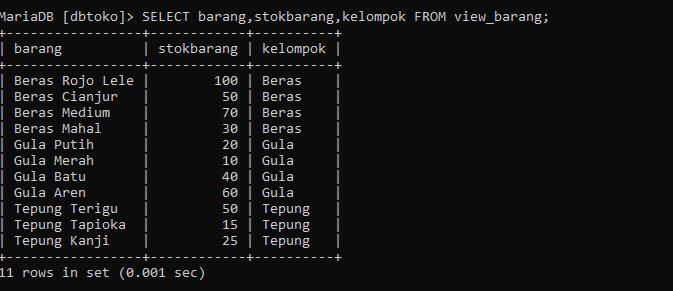 MariaDB [dbtoko]> SELECT barang,stokbarang,kelompok FROM view_barang;
+-----------------+------------+----------+
| barang          | stokbarang | kelompok |
+-----------------+------------+----------+
| Beras Rojo Lele |        100 | Beras    |
| Beras Cianjur   |         50 | Beras    |
| Beras Medium    |         70 | Beras    |
| Beras Mahal     |         30 | Beras    |
| Gula Putih      |         20 | Gula     |
| Gula Merah      |         10 | Gula     |
| Gula Batu       |         40 | Gula     |
| Gula Aren       |         60 | Gula     |
| Tepung Terigu   |         50 | Tepung   |
| Tepung Tapioka  |         15 | Tepung   |
| Tepung Kanji    |         25 | Tepung   |
+-----------------+------------+----------+
11 rows in set (0.001 sec)